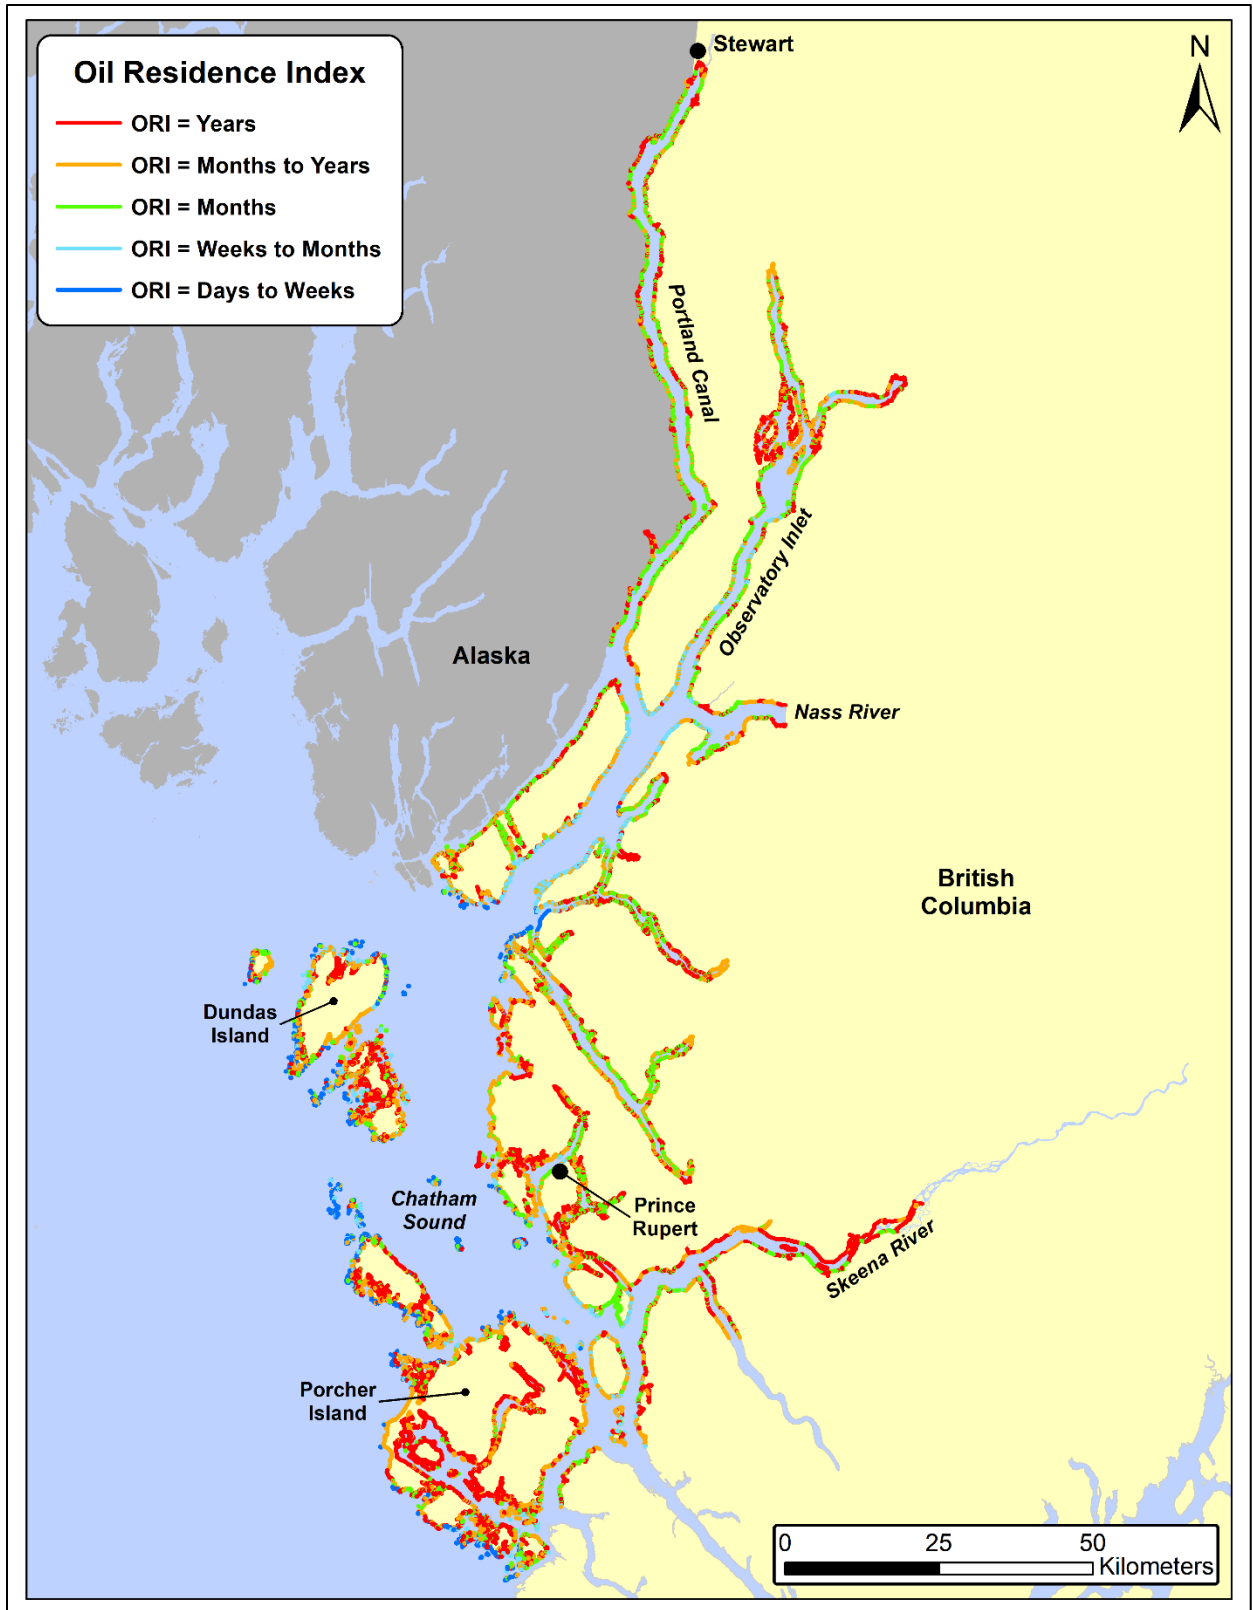 Oil Residence Index
ORI = Years
ORI = Months to Years
ORI = Months
ORI = Weeks to Months
ORI = Days to Weeks
Stewart
N
Portland Canal
Observatory Inlet
Alaska
Nass River
British
Columbia
Dundas
Island
Chatham
Sound
Prince
Rupert
Skeena River
Porcher
Island
0 25 50
Kilometers